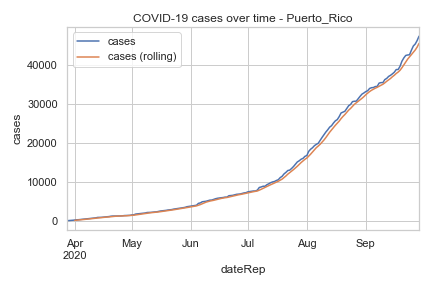 COVID-19 cases over time - Puerto_Rico
cases
cases (rolling)
40000
30000
20000
10000
0
cases
Apr
2020
May
Jun
Jul
Aug
Sep
dateRep